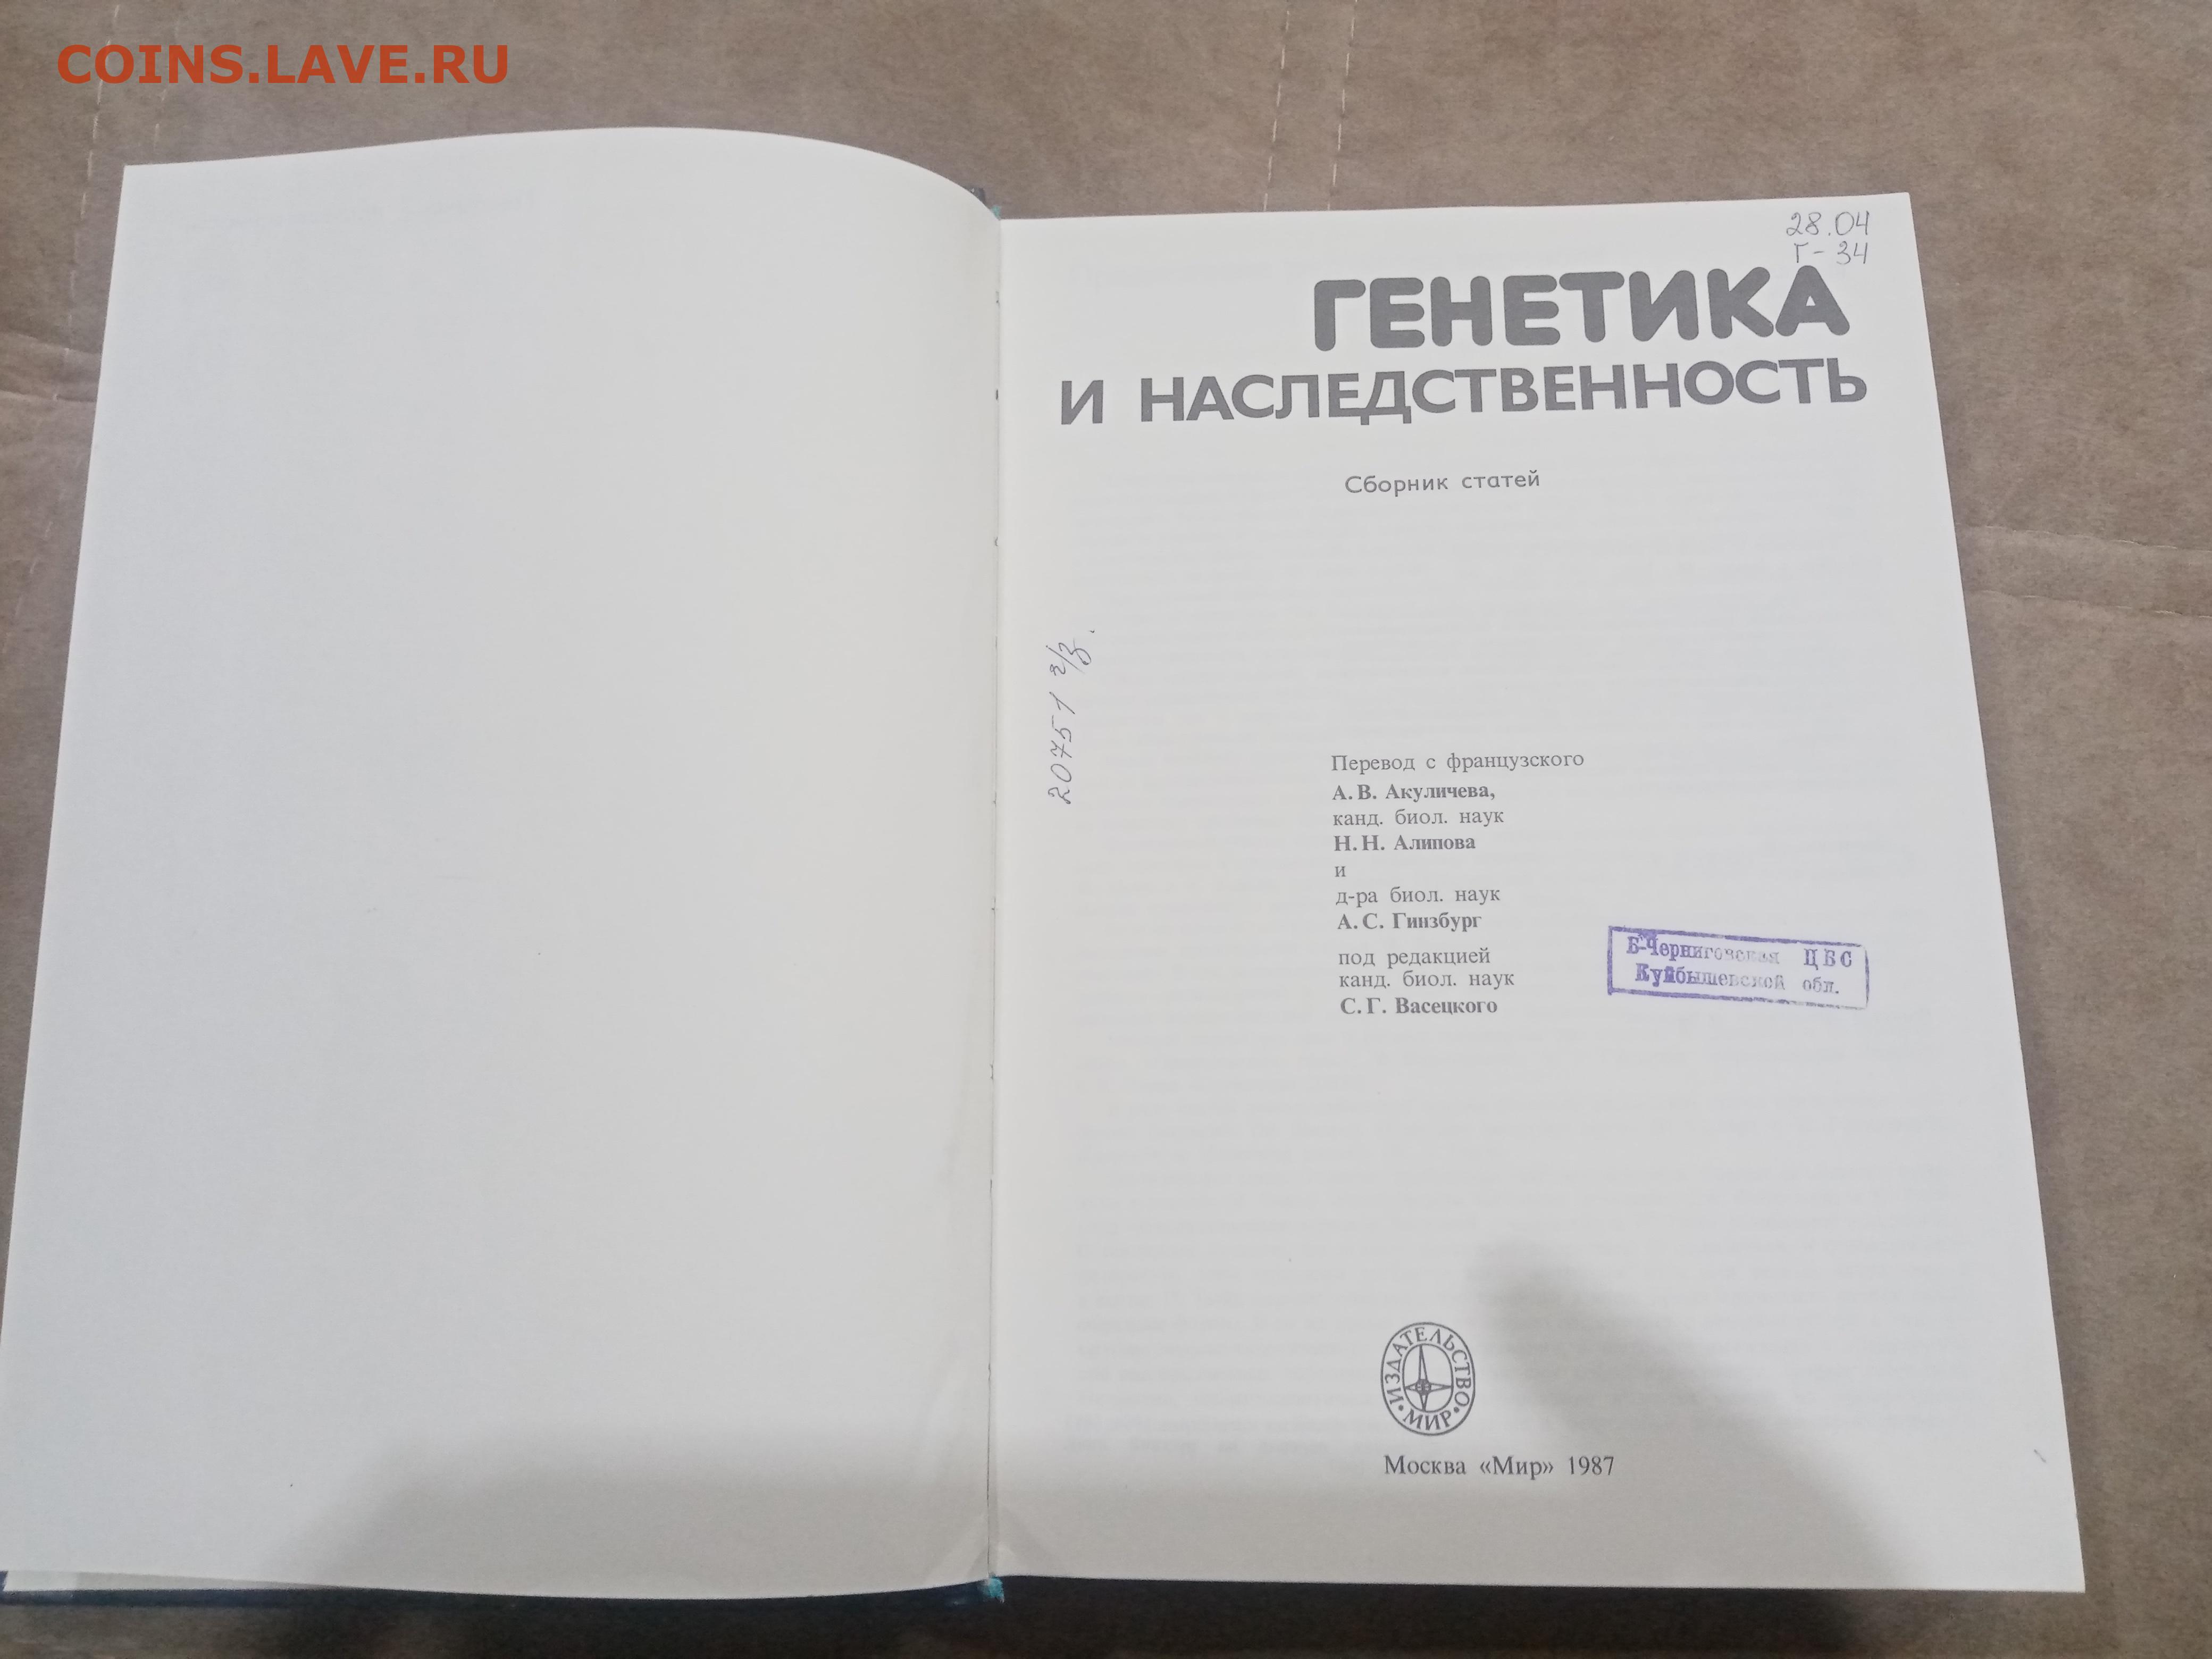 COINS.LAVE.RU
28.04
Г-34
ГЕНЕТИКА
И НАСЛЕДСТВЕННОСТЬ
Сборник статей
20751
Перевод с французского
А.В. Акуличева,
канд. биол. наук
Н.Н. Алипова
и
д-ра биол. наук
А.С. Гинзбург
под редакцией
канд. биол. наук
С.Г. Васецкого
Б-Черниговская ЦБС
Куйбышевской обл.
ИЗДАТЕЛЬСТВО
•МИР•
Москва «Мир» 1987